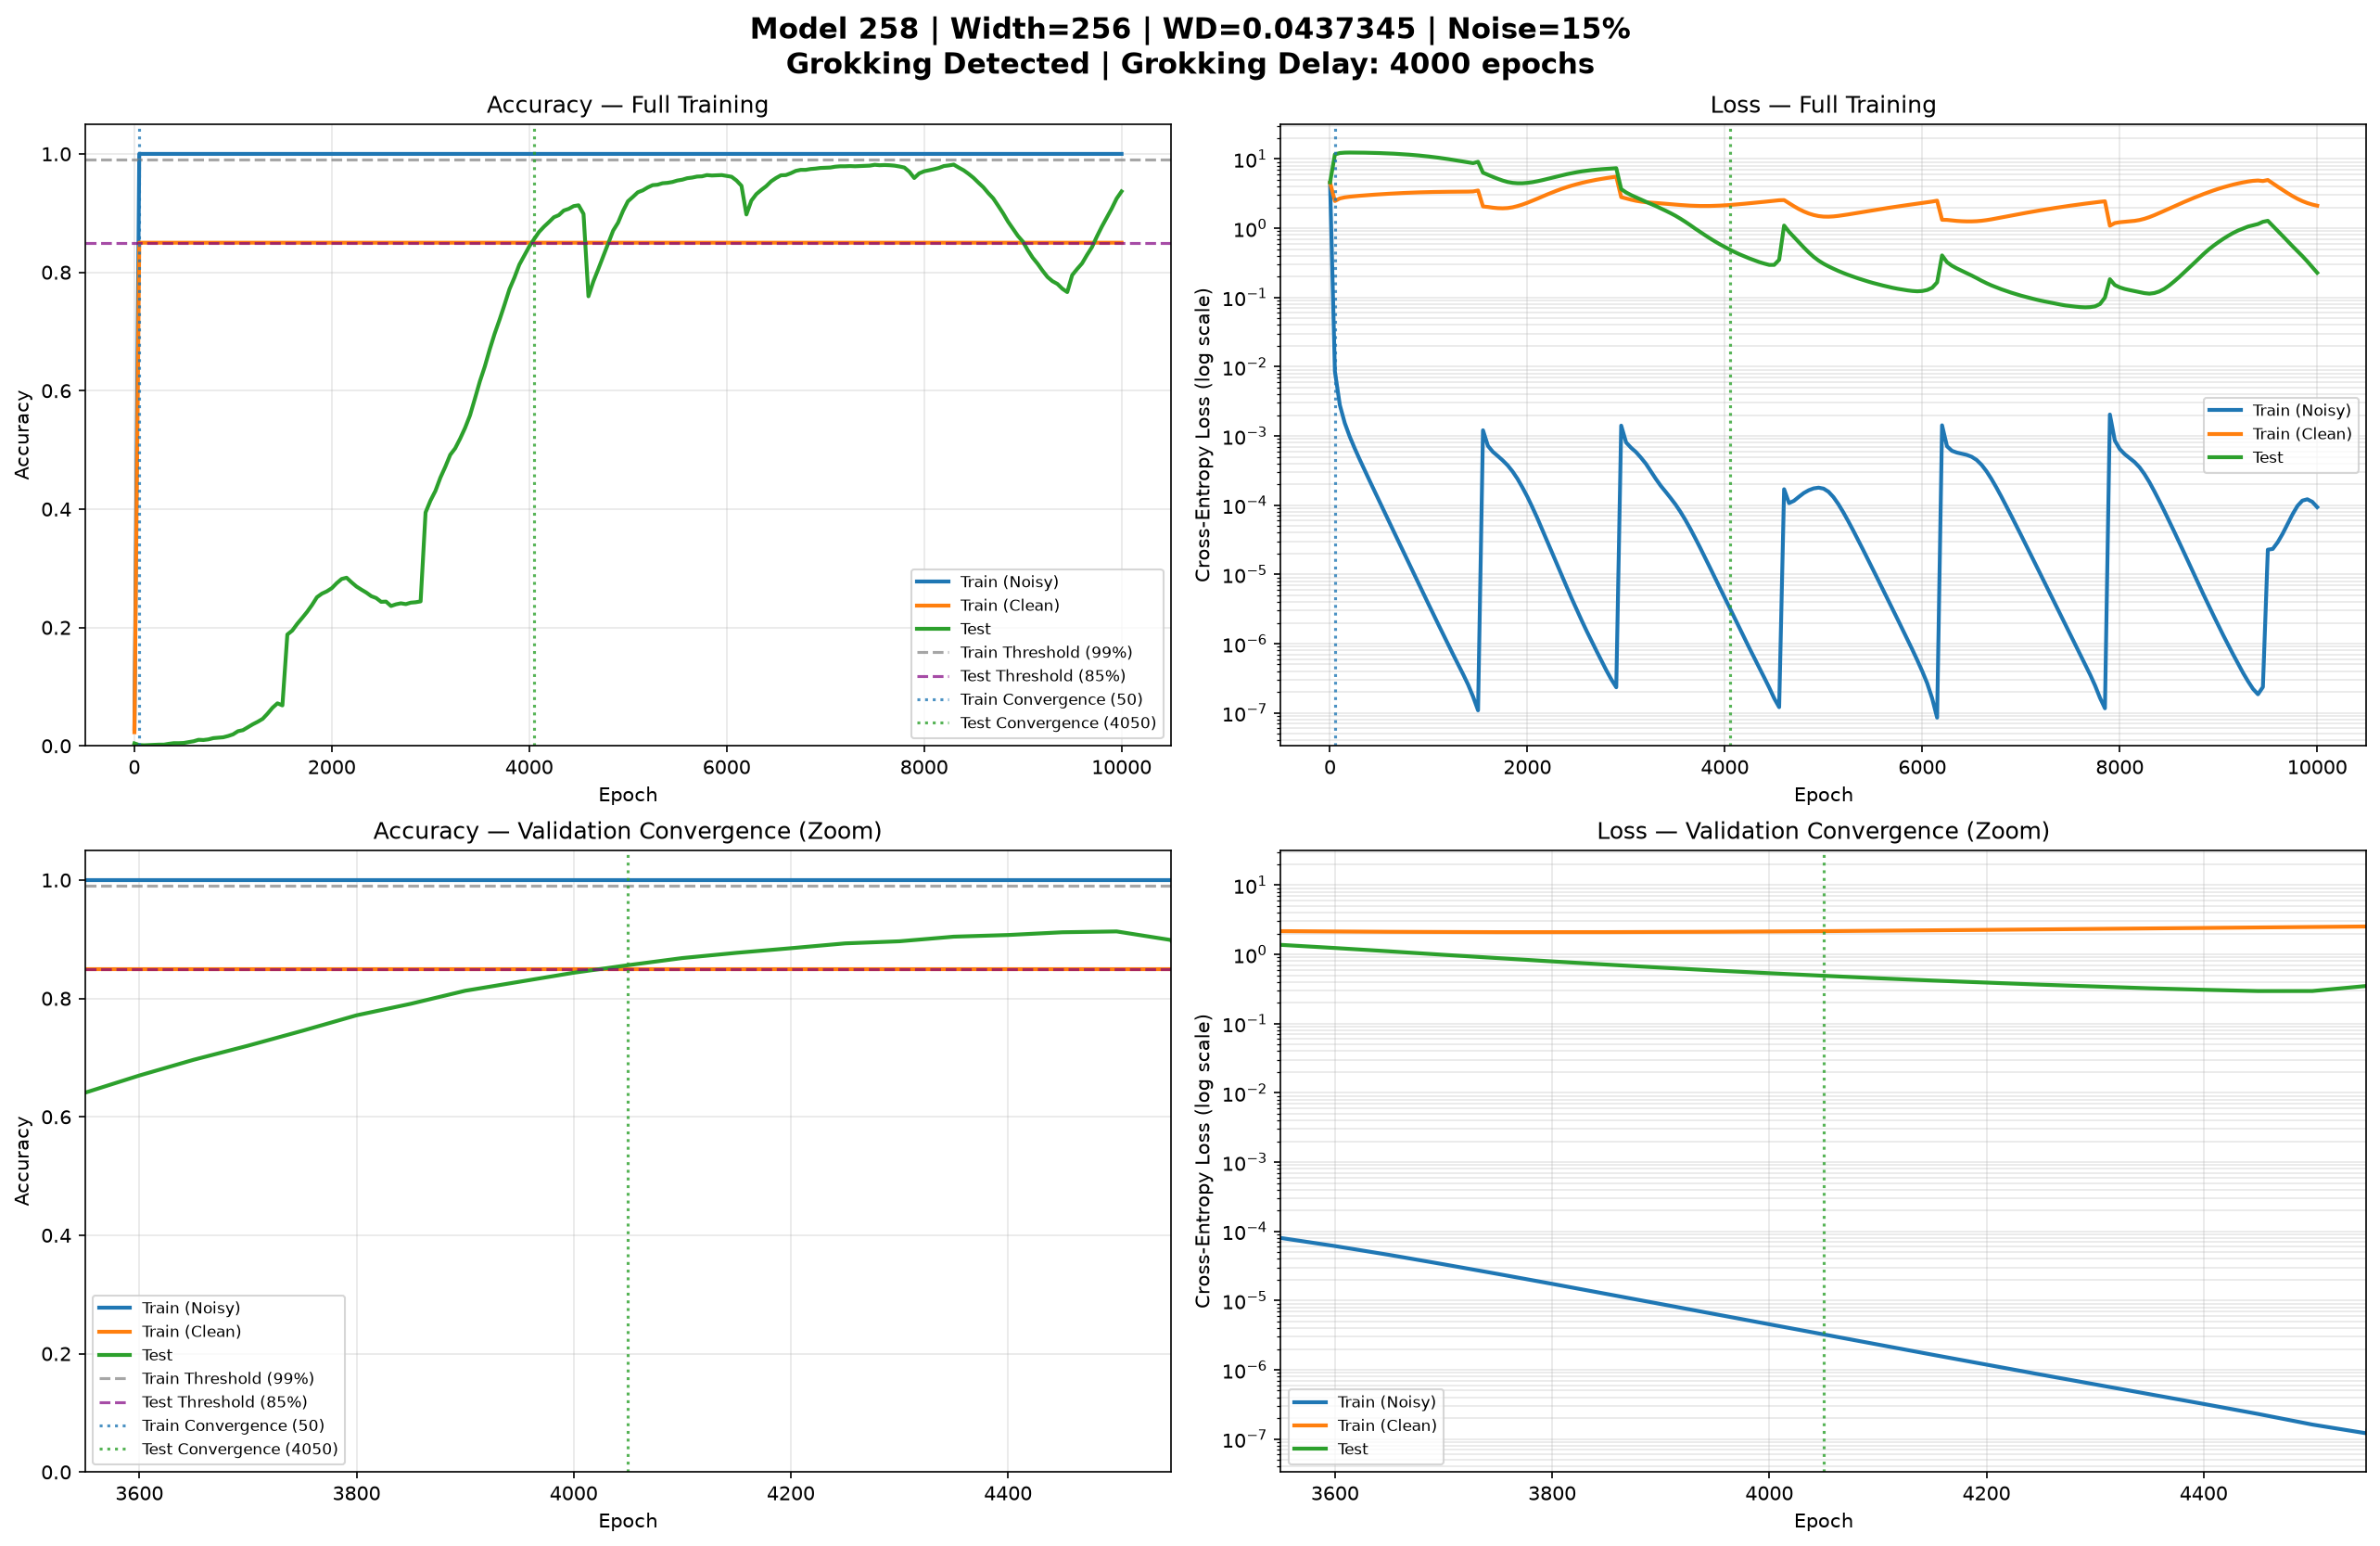 Model 258 | Width=256 | WD=0.0437345 | Noise=15%
Grokking Detected | Grokking Delay: 4000 epochs
Accuracy — Full Training
1.0
0.8
0.6
0.4
0.2
0.0
Accuracy
0 2000 4000 6000 8000 10000
Epoch
Train (Noisy)
Train (Clean)
Test
Train Threshold (99%)
Test Threshold (85%)
Train Convergence (50)
Test Convergence (4050)
Loss — Full Training
10¹
10⁰
10⁻¹
10⁻²
10⁻³
10⁻⁴
10⁻⁵
10⁻⁶
10⁻⁷
Cross-Entropy Loss (log scale)
0 2000 4000 6000 8000 10000
Epoch
Train (Noisy)
Train (Clean)
Test
Accuracy — Validation Convergence (Zoom)
1.0
0.8
0.6
0.4
0.2
0.0
Accuracy
3600 3800 4000 4200 4400
Epoch
Train (Noisy)
Train (Clean)
Test
Train Threshold (99%)
Test Threshold (85%)
Train Convergence (50)
Test Convergence (4050)
Loss — Validation Convergence (Zoom)
10¹
10⁰
10⁻¹
10⁻²
10⁻³
10⁻⁴
10⁻⁵
10⁻⁶
10⁻⁷
Cross-Entropy Loss (log scale)
3600 3800 4000 4200 4400
Epoch
Train (Noisy)
Train (Clean)
Test